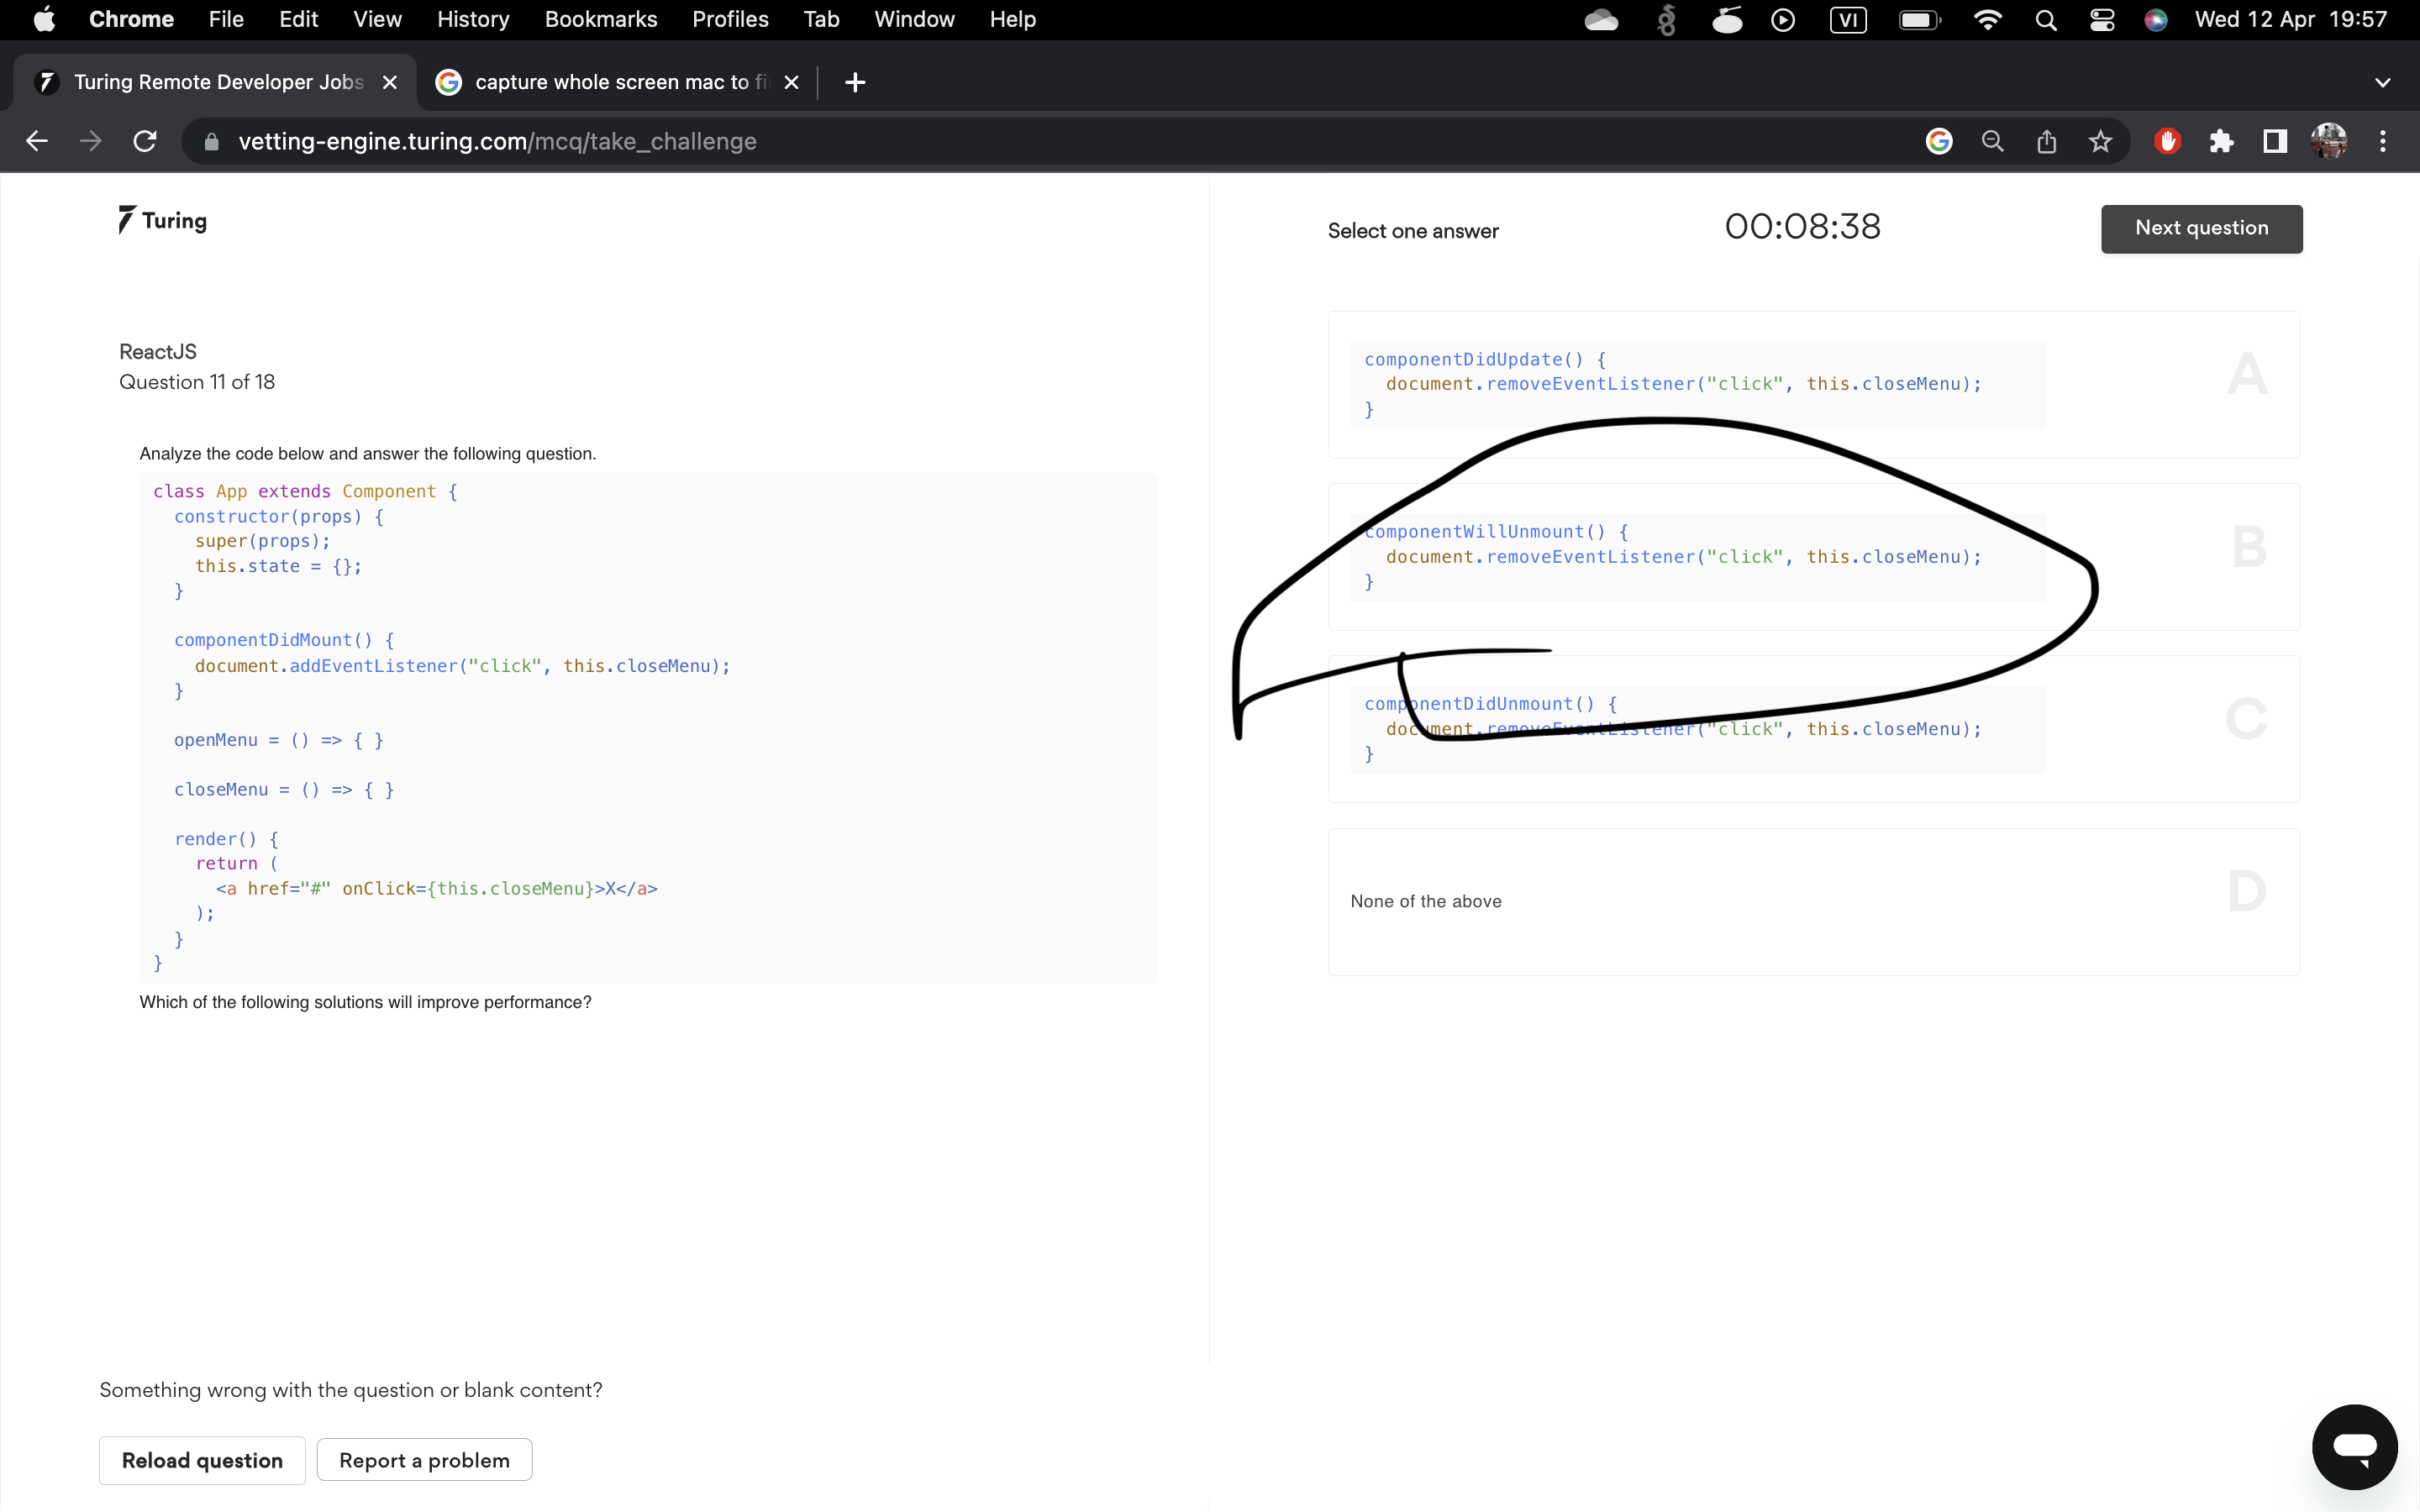 Chrome File Edit View History Bookmarks Profiles Tab Window Help VI Wed 12 Apr 19:57
Turing Remote Developer Jobs capture whole screen mac to fi
vetting-engine.turing.com/mcq/take_challenge
Turing
ReactJS
Question 11 of 18
Analyze the code below and answer the following question.
class App extends Component {
  constructor(props) {
    super(props);
    this.state = {};
  }
  componentDidMount() {
    document.addEventListener("click", this.closeMenu);
  }
  openMenu = () => { }
  closeMenu = () => { }
  render() {
    return (
      <a href="#" onClick={this.closeMenu}>X</a>
    );
  }
}
Which of the following solutions will improve performance?
Something wrong with the question or blank content?
Reload question Report a problem
Select one answer 00:08:38 Next question
componentDidUpdate() {
  document.removeEventListener("click", this.closeMenu);
}
A
componentWillUnmount() {
  document.removeEventListener("click", this.closeMenu);
}
B
componentDidUnmount() {
  document.removeEventListener("click", this.closeMenu);
}
C
None of the above
D